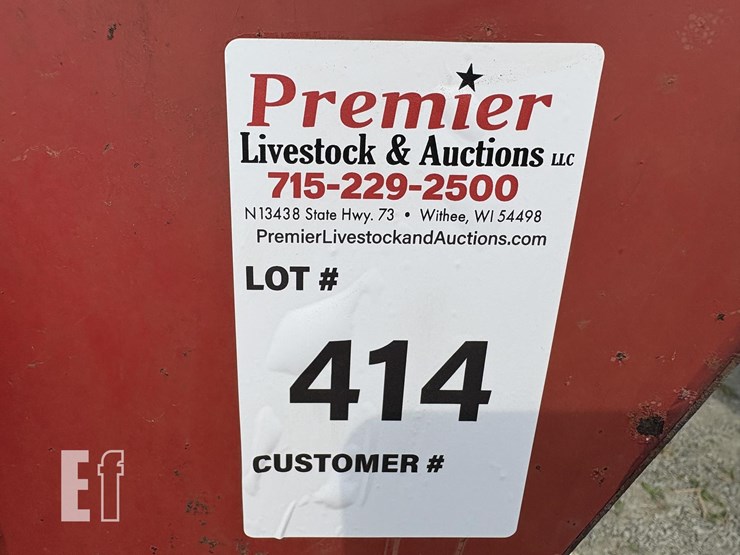 Premier
Livestock & Auctions LLC
715-229-2500
N13438 State Hwy. 73 • Withee, WI 54498
PremierLivestockandAuctions.com
LOT #
414
CUSTOMER #
Ef